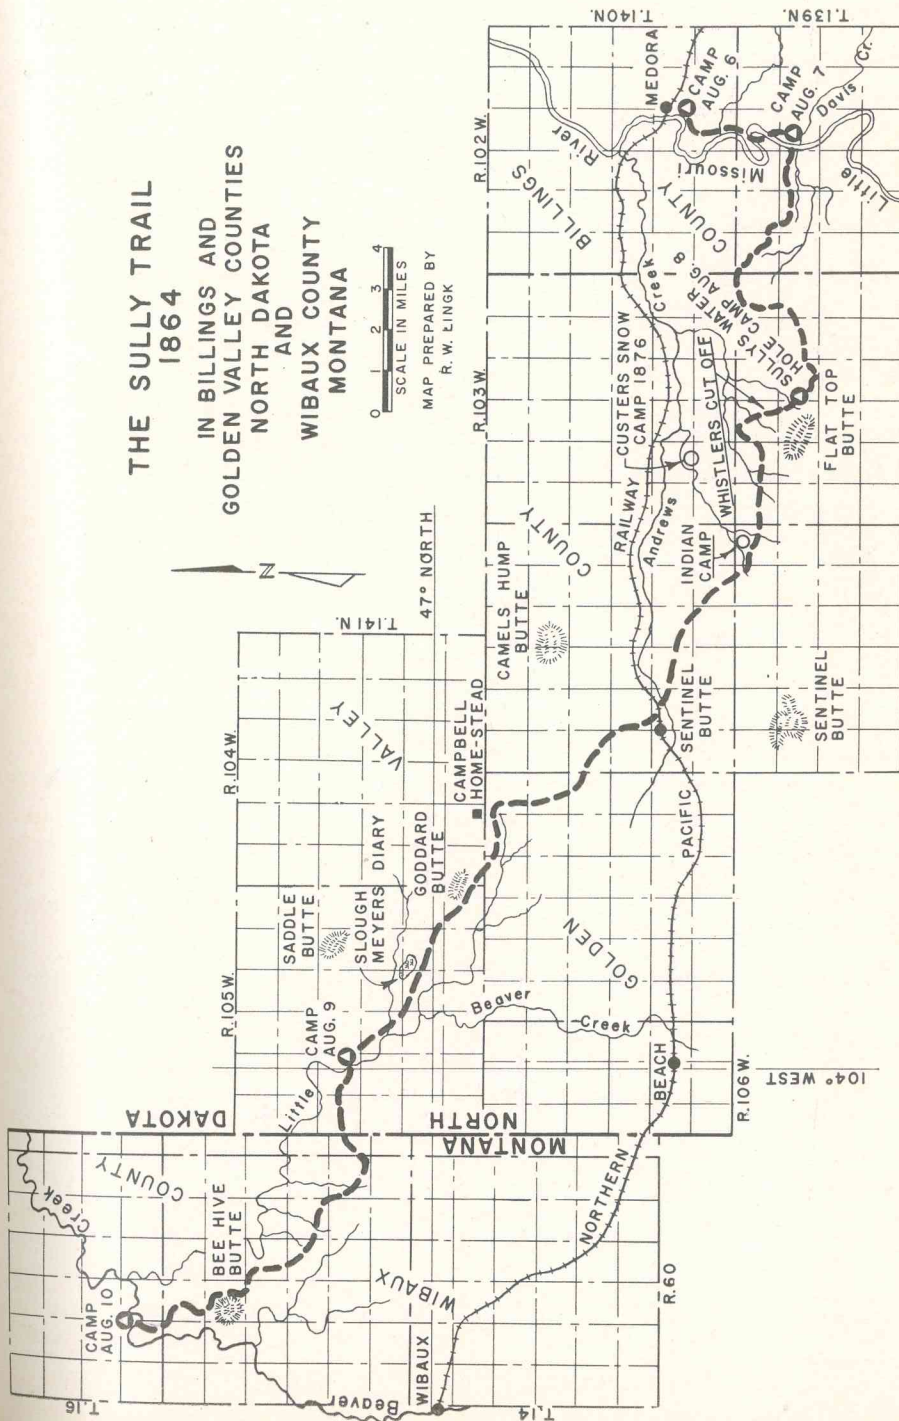 THE SULLY TRAIL
1864
IN BILLINGS AND
GOLDEN VALLEY COUNTIES
NORTH DAKOTA
AND
WIBAUX COUNTY
MONTANA
0 1 2 3 4
SCALE IN MILES
MAP PREPARED BY
R. W. LINGK
N
T.16
CAMP
AUG. 10
Creek
COUNTY
BEE HIVE
BUTTE
WIBAUX
Beaver
WIBAUX
T.14
R.60
NORTHERN
MONTANA
NORTH
DAKOTA
Little
R.105W.
CAMP
AUG. 9
SADDLE
BUTTE
SLOUGH
MEYERS DIARY
GODDARD
BUTTE
R.104W.
VALLEY
T.141N.
47° NORTH
CAMPBELL
HOME-STEAD
Beaver
Creek
BEACH
R.106W.
104° WEST
GOLDEN
PACIFIC
CAMELS HUMP
BUTTE
COUNTY
SENTINEL
BUTTE
SENTINEL
BUTTE
R.103W.
RAILWAY
Andrews
Creek
CUSTERS SNOW
CAMP 1876
INDIAN
CAMP
WHISTLERS CUT OFF
SULLYS WATER
HOLE CAMP AUG. 8
FLAT TOP
BUTTE
R.102W.
BILLINGS
COUNTY
River
Missouri
Little
MEDORA
CAMP
AUG. 6
CAMP
AUG. 7
Davis
Cr.
T.140N.
T.139N.